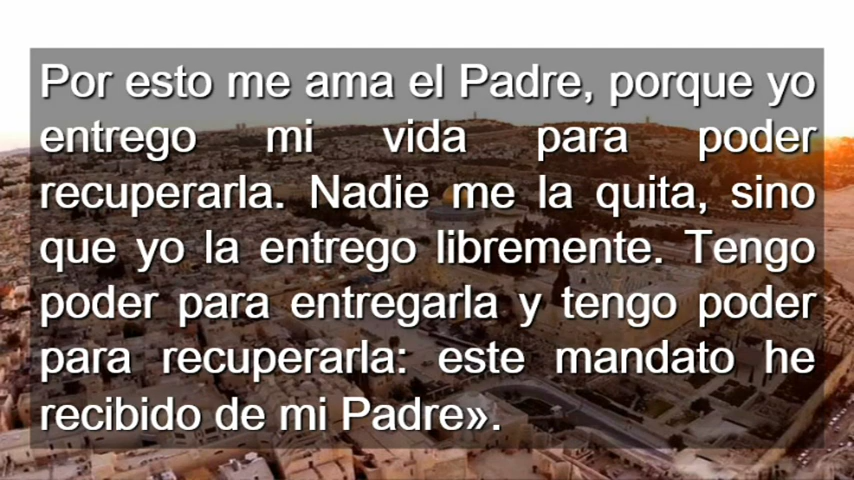 Por esto me ama el Padre, porque yo
entrego mi vida para poder
recuperarla. Nadie me la quita, sino
que yo la entrego libremente. Tengo
poder para entregarla y tengo poder
para recuperarla: este mandato he
recibido de mi Padre».